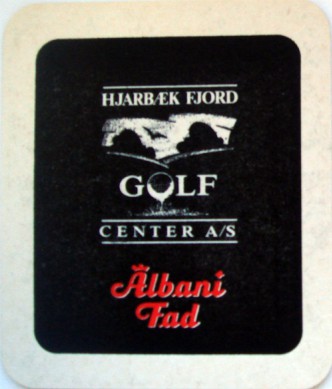 HJARBÆK FJORD
GOLF
CENTER A/S
Albani
Fad